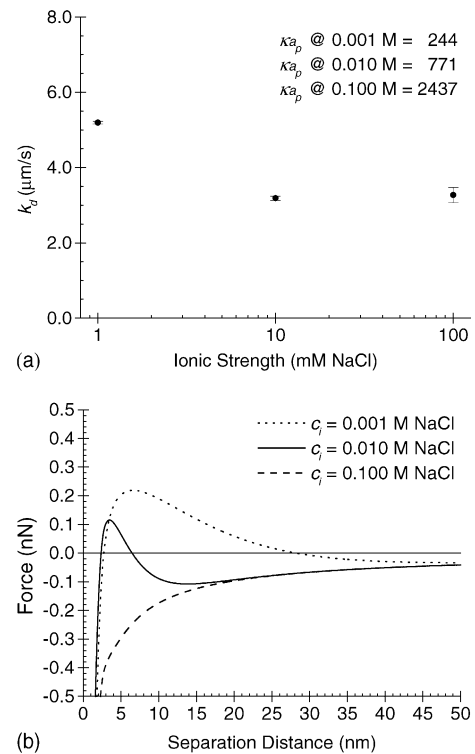 8.0
6.0
4.0
2.0
0.0
k_d (μm/s)
κa_p @ 0.001 M = 244
κa_p @ 0.010 M = 771
κa_p @ 0.100 M = 2437
1 10 100
(a) Ionic Strength (mM NaCl)
0.5
0.4
0.3
0.2
0.1
0.0
-0.1
-0.2
-0.3
-0.4
-0.5
Force (nN)
c_i = 0.001 M NaCl
c_i = 0.010 M NaCl
c_i = 0.100 M NaCl
0 5 10 15 20 25 30 35 40 45 50
(b) Separation Distance (nm)